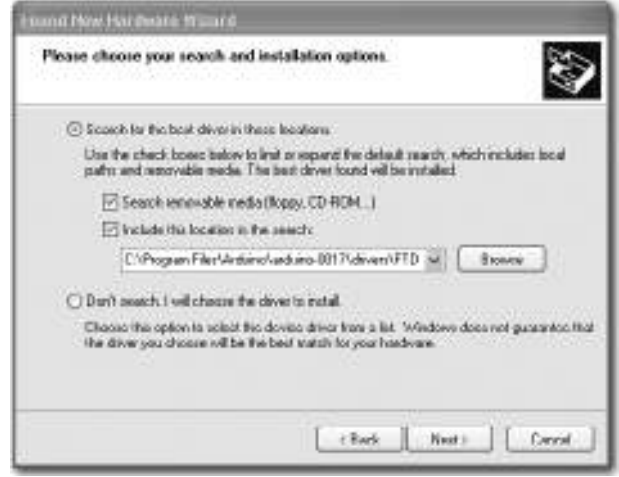 Found New Hardware Wizard
Please choose your search and installation options.
Search for the best driver in these locations.
Use the check boxes below to limit or expand the default search, which includes local
paths and removable media. The best driver found will be installed.
Search removable media (floppy, CD-ROM...)
Include this location in the search:
C:\Program Files\Arduino\arduino-0017\drivers\FTD
Browse
Don't search. I will choose the driver to install.
Choose this option to select the device driver from a list. Windows does not guarantee that
the driver you choose will be the best match for your hardware.
< Back
Next >
Cancel